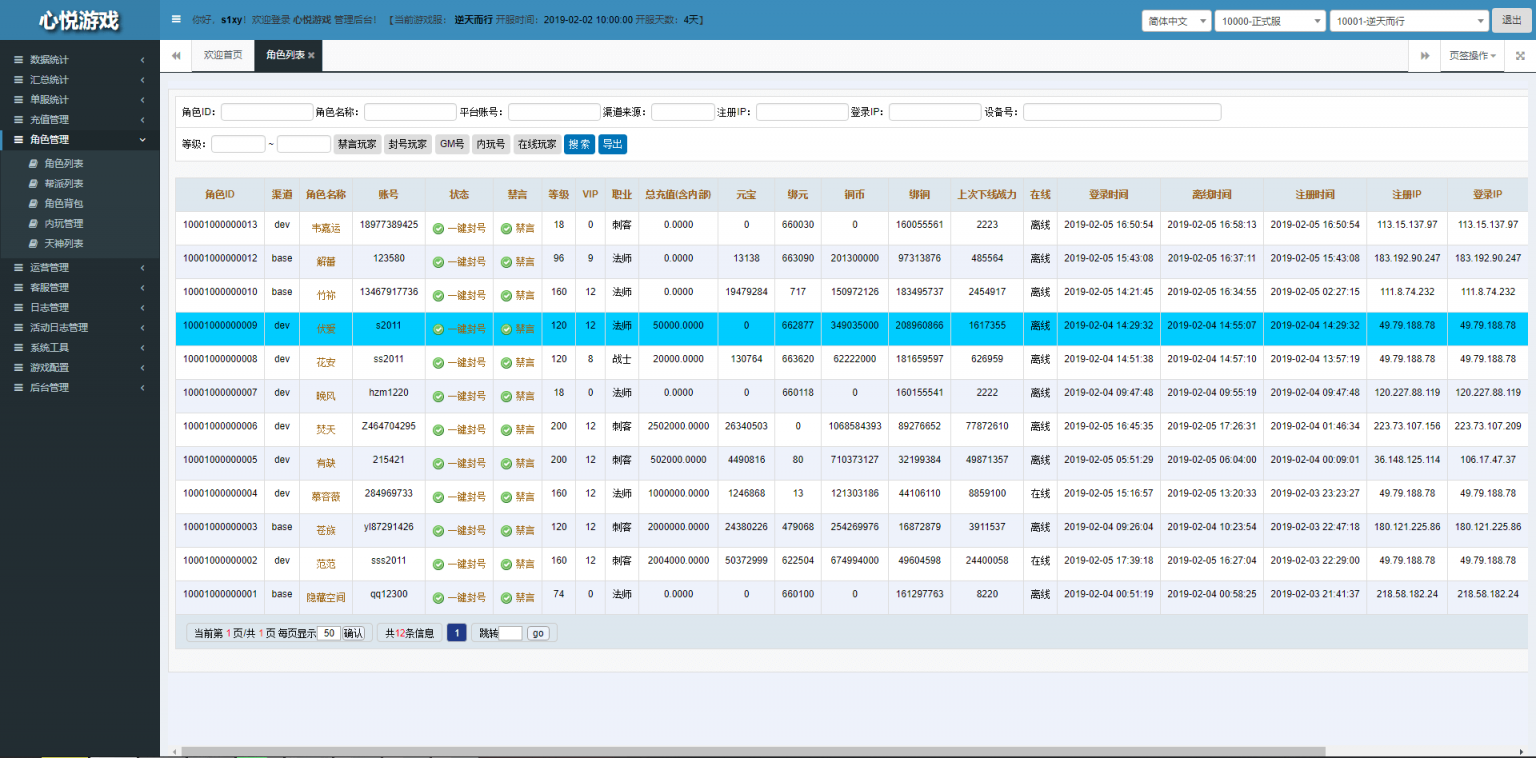 心悦游戏
你好，s1xy！欢迎登录 心悦游戏 管理后台！ 【当前游戏服： 逆天而行 开服时间：2019-02-02 10:00:00 开服天数：4天】
简体中文 10000-正式服 10001-逆天而行 退出
欢迎首页 角色列表 页签操作
数据统计
汇总统计
单服统计
充值管理
角色管理
角色列表
帮派列表
角色背包
内玩管理
天神列表
运营管理
客服管理
日志管理
活动日志管理
系统工具
游戏配置
后台管理
角色ID： 角色名称： 平台账号： 渠道来源： 注册IP： 登录IP： 设备号：
等级： ~ 禁言玩家 封号玩家 GM号 内玩号 在线玩家 搜 索 导出
角色ID 渠道 角色名称 账号 状态 禁言 等级 VIP 职业 总充值(含内部) 元宝 绑元 铜币 绑铜 上次下线战力 在线 登录时间 离线时间 注册时间 注册IP 登录IP
10001000000013 dev 韦嘉运 18977389425 一键封号 禁言 18 0 刺客 0.0000 0 660030 0 160055561 2223 离线 2019-02-05 16:50:54 2019-02-05 16:58:13 2019-02-05 16:50:54 113.15.137.97 113.15.137.97
10001000000012 base 解蕃 123580 一键封号 禁言 96 9 法师 0.0000 13138 663090 201300000 97313876 485564 离线 2019-02-05 15:43:08 2019-02-05 16:37:11 2019-02-05 15:43:08 183.192.90.247 183.192.90.247
10001000000010 base 竹祢 13467917736 一键封号 禁言 160 12 法师 0.0000 19479284 717 150972126 183495737 2454917 离线 2019-02-05 14:21:45 2019-02-05 16:34:55 2019-02-05 02:27:15 111.8.74.232 111.8.74.232
10001000000009 dev 伏爱 s2011 一键封号 禁言 120 12 法师 50000.0000 0 662877 349035000 208960866 1617355 离线 2019-02-04 14:29:32 2019-02-04 14:55:07 2019-02-04 14:29:32 49.79.188.78 49.79.188.78
10001000000008 dev 花安 ss2011 一键封号 禁言 120 8 战士 20000.0000 130764 663620 62222000 181659597 626959 离线 2019-02-04 14:51:38 2019-02-04 14:57:10 2019-02-04 13:57:19 49.79.188.78 49.79.188.78
10001000000007 dev 晚风 hzm1220 一键封号 禁言 18 0 法师 0.0000 0 660118 0 160155541 2222 离线 2019-02-04 09:47:48 2019-02-04 09:55:19 2019-02-04 09:47:48 120.227.88.119 120.227.88.119
10001000000006 dev 焚天 Z464704295 一键封号 禁言 200 12 刺客 2502000.0000 26340503 0 1068584393 89276652 77872610 离线 2019-02-05 16:45:35 2019-02-05 17:26:31 2019-02-04 01:46:34 223.73.107.156 223.73.107.209
10001000000005 dev 有缺 215421 一键封号 禁言 200 12 刺客 502000.0000 4490816 80 710373127 32199384 49871357 离线 2019-02-05 05:51:29 2019-02-05 06:04:00 2019-02-04 00:09:01 36.148.125.114 106.17.47.37
10001000000004 dev 慕容薇 284969733 一键封号 禁言 160 12 法师 1000000.0000 1246868 13 121303186 44106110 8859100 在线 2019-02-05 15:16:57 2019-02-05 13:20:33 2019-02-03 23:23:27 49.79.188.78 49.79.188.78
10001000000003 base 苍旅 yl87291426 一键封号 禁言 120 12 刺客 2000000.0000 24380226 479068 254269976 16872879 3911537 离线 2019-02-04 09:26:04 2019-02-04 10:23:54 2019-02-03 22:47:18 180.121.225.86 180.121.225.86
10001000000002 dev 范范 sss2011 一键封号 禁言 160 12 刺客 2004000.0000 50372999 622504 674994000 49604598 24400058 在线 2019-02-05 17:39:18 2019-02-05 16:27:04 2019-02-03 22:29:00 49.79.188.78 49.79.188.78
10001000000001 base 隐藏空间 qq12300 一键封号 禁言 74 0 法师 0.0000 0 660100 0 161297763 8220 离线 2019-02-04 00:51:19 2019-02-04 00:58:25 2019-02-03 21:41:37 218.58.182.24 218.58.182.24
当前第 1 页/共 1 页 每页显示 50 确认 共12条信息 1 跳转 go